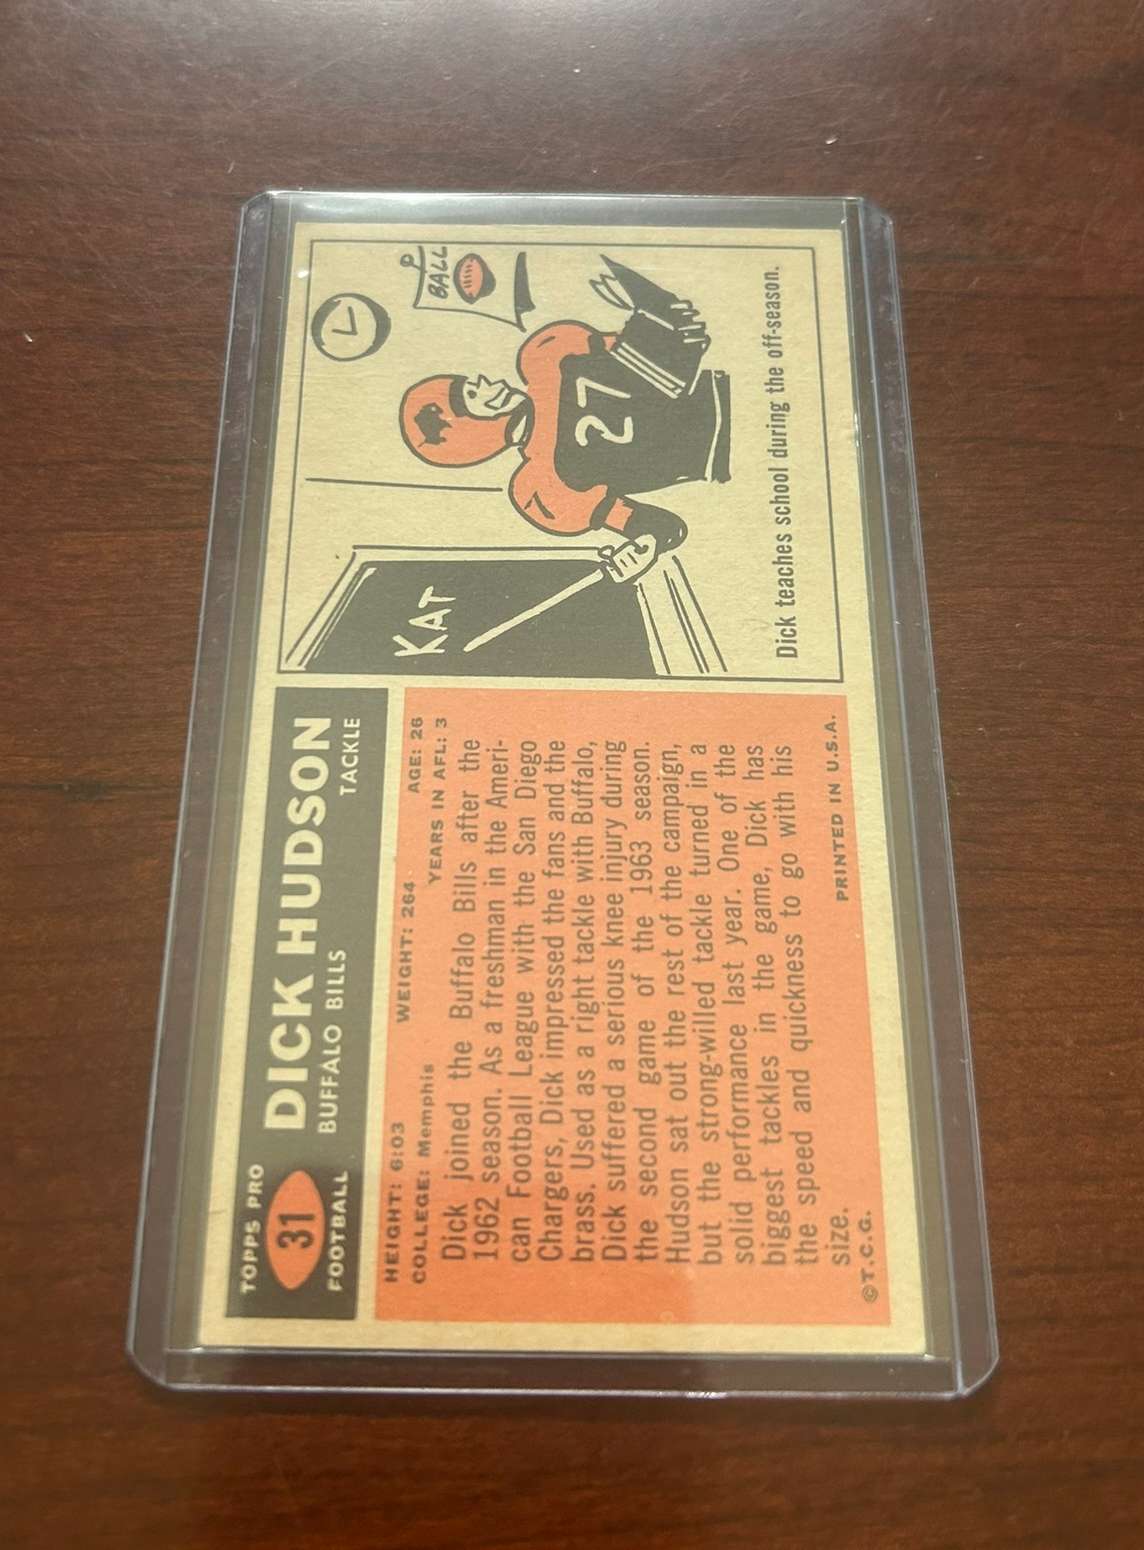 TOPPS PRO
31
FOOTBALL
DICK HUDSON
BUFFALO BILLS
TACKLE
HEIGHT: 6:03
WEIGHT: 264
AGE: 26
COLLEGE: Memphis
YEARS IN AFL: 3
Dick joined the Buffalo Bills after the
1962 season. As a freshman in the Ameri-
can Football League with the San Diego
Chargers, Dick impressed the fans and the
brass. Used as a right tackle with Buffalo,
Dick suffered a serious knee injury during
the second game of the 1963 season.
Hudson sat out the rest of the campaign,
but the strong-willed tackle turned in a
solid performance last year. One of the
biggest tackles in the game, Dick has
the speed and quickness to go with his
size.
©T.C.G.
PRINTED IN U.S.A.
KAT
BALL
27
7
Dick teaches school during the off-season.